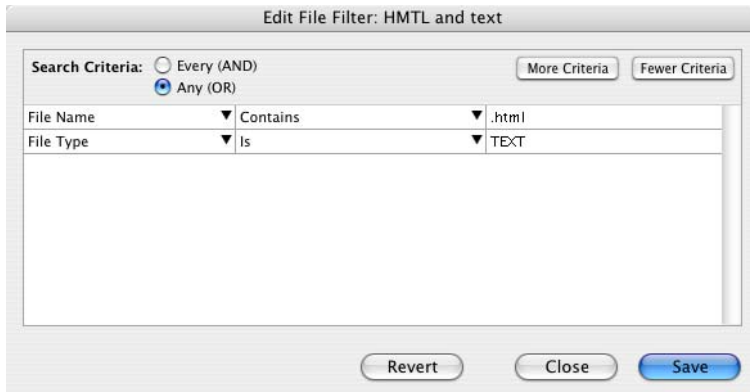 Edit File Filter: HMTL and text
Search Criteria: Every (AND) More Criteria Fewer Criteria
Any (OR)
File Name Contains .html
File Type Is TEXT
Revert Close Save